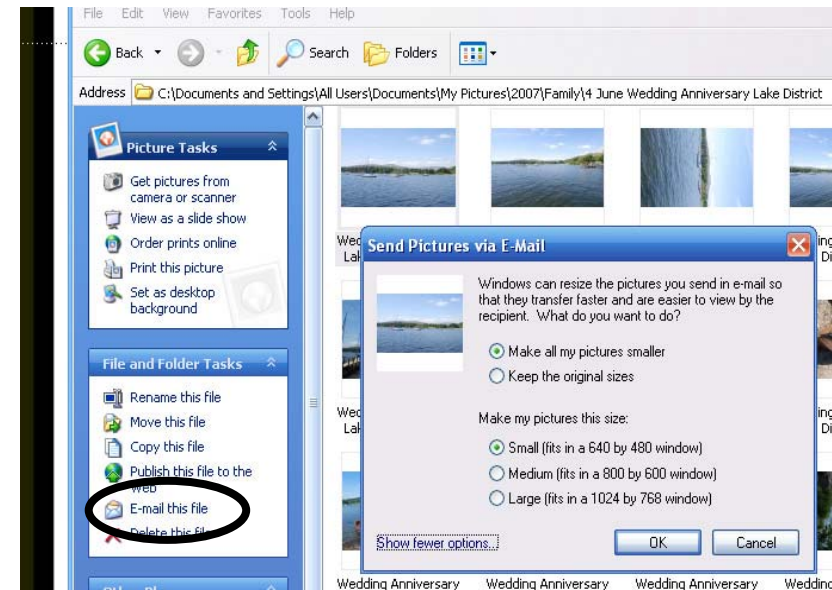 File Edit View Favorites Tools Help
Back Search Folders
Address C:\Documents and Settings\All Users\Documents\My Pictures\2007\Family\4 June Wedding Anniversary Lake District
Picture Tasks
Get pictures from
camera or scanner
View as a slide show
Order prints online
Print this picture
Set as desktop
background
File and Folder Tasks
Rename this file
Move this file
Copy this file
Publish this file to the
web
E-mail this file
Delete this file
Send Pictures via E-Mail
Windows can resize the pictures you send in e-mail so
that they transfer faster and are easier to view by the
recipient. What do you want to do?
Make all my pictures smaller
Keep the original sizes
Make my pictures this size:
Small (fits in a 640 by 480 window)
Medium (fits in a 800 by 600 window)
Large (fits in a 1024 by 768 window)
Show fewer options...
OK Cancel
Wedding Anniversary Wedding Anniversary Wedding Anniversary Wedding